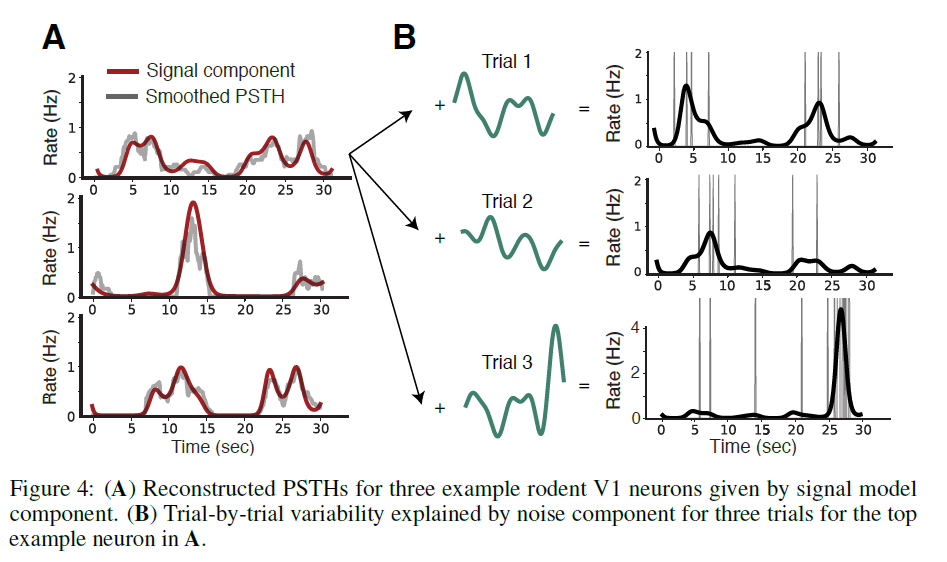 A
B
Signal component
Smoothed PSTH
Rate (Hz)
2
1
0
0 5 10 15 20 25 30
Rate (Hz)
2
1
0
0 5 10 15 20 25 30
Rate (Hz)
2
1
0
0 5 10 15 20 25 30
Time (sec)
Trial 1
+ =
Rate (Hz)
2
1
0
0 5 10 15 20 25 30
Trial 2
+ =
Rate (Hz)
2
1
0
0 5 10 15 20 25 30
Trial 3
+ =
Rate (Hz)
4
2
0
0 5 10 15 20 25 30
Time (sec)
Figure 4: (A) Reconstructed PSTHs for three example rodent V1 neurons given by signal model
component. (B) Trial-by-trial variability explained by noise component for three trials for the top
example neuron in A.